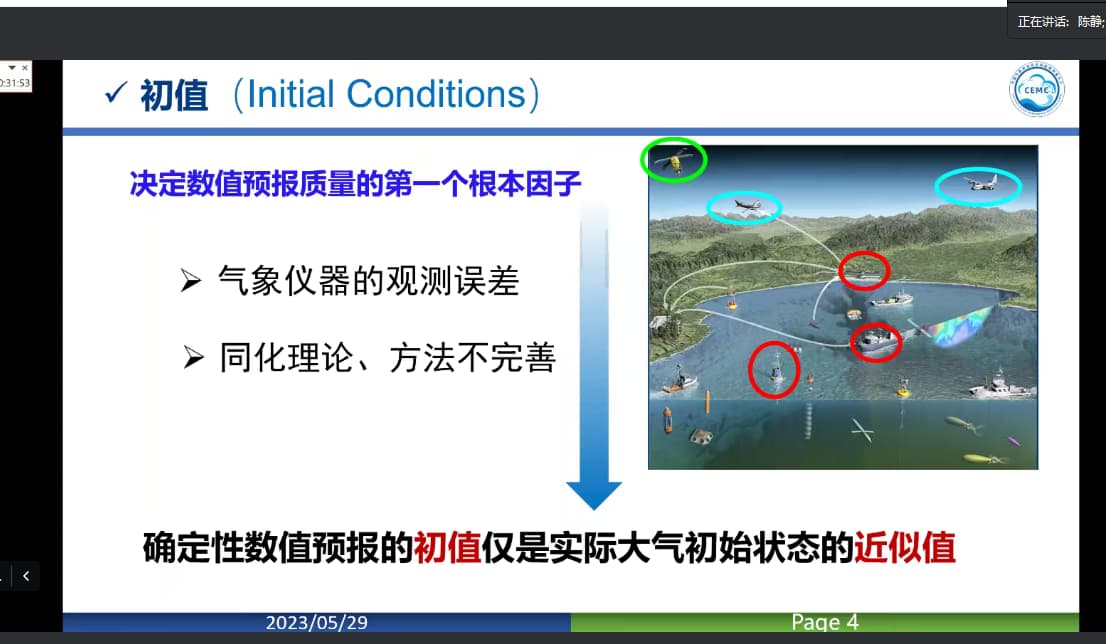 正在讲话: 陈静;
0:31:53
✓ 初值（Initial Conditions）
CEMC
决定数值预报质量的第一个根本因子
➢ 气象仪器的观测误差
➢ 同化理论、方法不完善
确定性数值预报的初值仅是实际大气初始状态的近似值
2023/05/29
Page 4